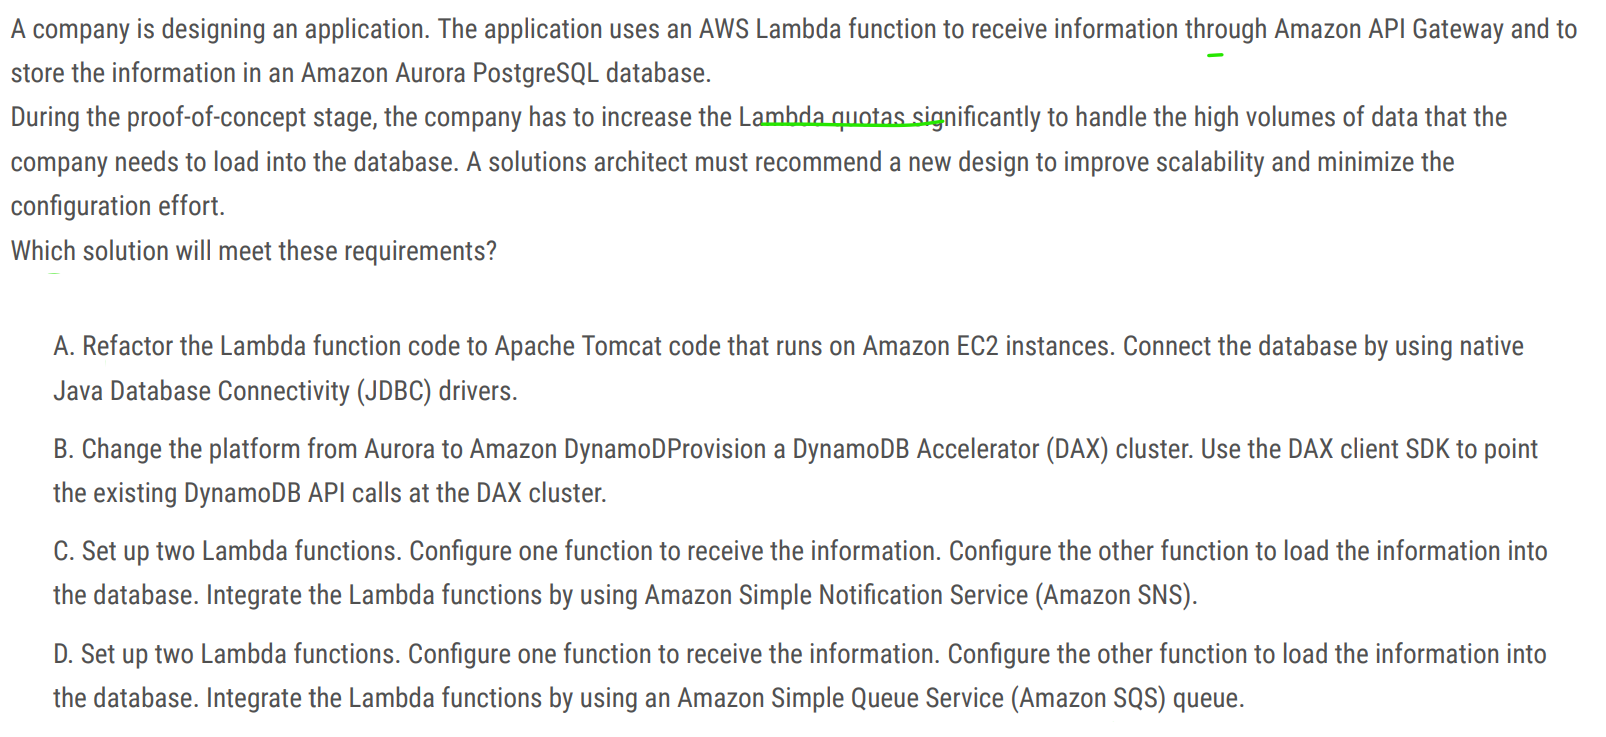 A company is designing an application. The application uses an AWS Lambda function to receive information through Amazon API Gateway and to
store the information in an Amazon Aurora PostgreSQL database.
During the proof-of-concept stage, the company has to increase the Lambda quotas significantly to handle the high volumes of data that the
company needs to load into the database. A solutions architect must recommend a new design to improve scalability and minimize the
configuration effort.
Which solution will meet these requirements?
A. Refactor the Lambda function code to Apache Tomcat code that runs on Amazon EC2 instances. Connect the database by using native
Java Database Connectivity (JDBC) drivers.
B. Change the platform from Aurora to Amazon DynamoDProvision a DynamoDB Accelerator (DAX) cluster. Use the DAX client SDK to point
the existing DynamoDB API calls at the DAX cluster.
C. Set up two Lambda functions. Configure one function to receive the information. Configure the other function to load the information into
the database. Integrate the Lambda functions by using Amazon Simple Notification Service (Amazon SNS).
D. Set up two Lambda functions. Configure one function to receive the information. Configure the other function to load the information into
the database. Integrate the Lambda functions by using an Amazon Simple Queue Service (Amazon SQS) queue.